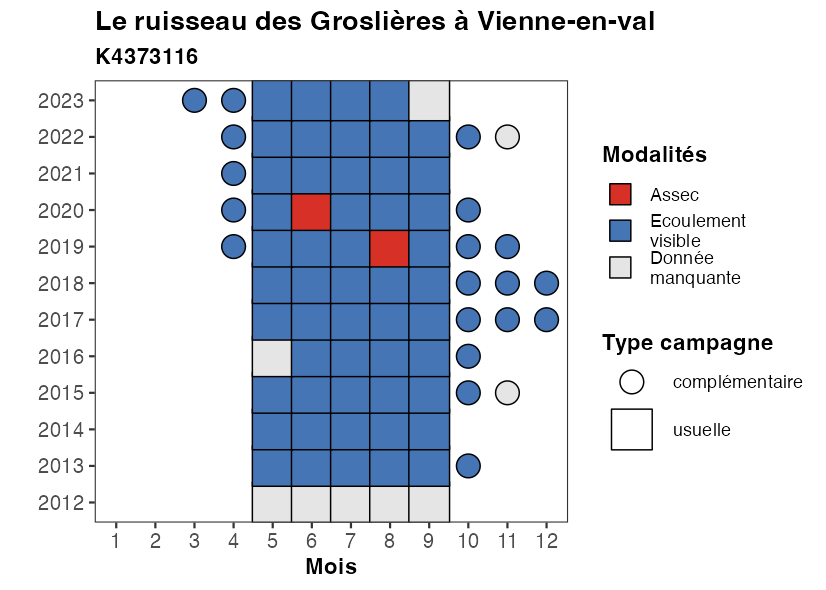 Le ruisseau des Groslières à Vienne-en-val
K4373116
2023
2022
2021
2020
2019
2018
2017
2016
2015
2014
2013
2012
1 2 3 4 5 6 7 8 9 10 11 12
Mois
Modalités
Assec
Ecoulement
visible
Donnée
manquante
Type campagne
complémentaire
usuelle